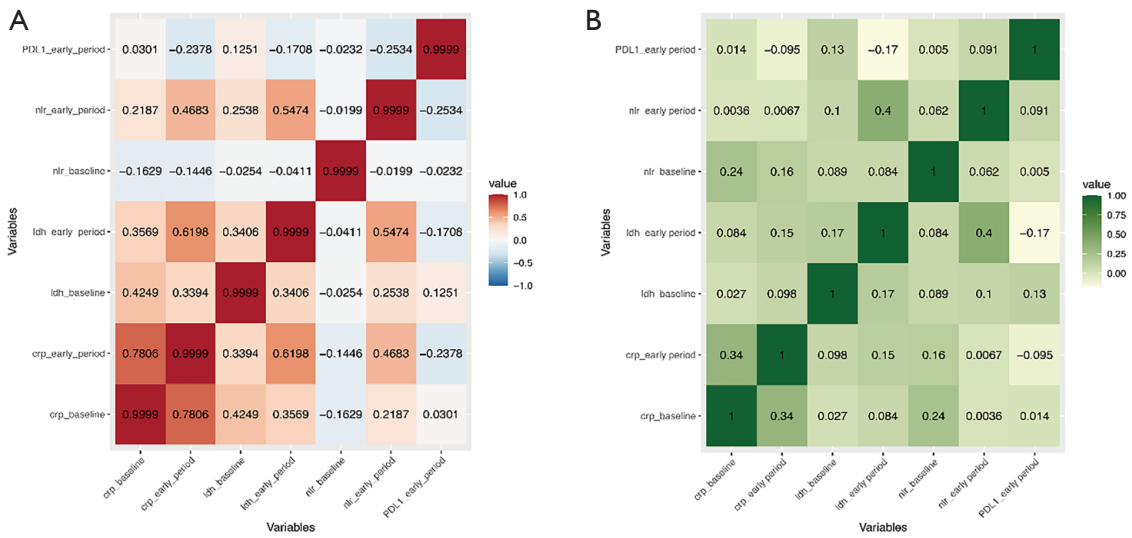 A
Variables
PDL1_early_period
0.0301 −0.2378 0.1251 −0.1708 −0.0232 −0.2534 0.9999
nlr_early_period
0.2187 0.4683 0.2538 0.5474 −0.0199 0.9999 −0.2534
nlr_baseline
−0.1629 −0.1446 −0.0254 −0.0411 0.9999 −0.0199 −0.0232
ldh_early_period
0.3569 0.6198 0.3406 0.9999 −0.0411 0.5474 −0.1708
ldh_baseline
0.4249 0.3394 0.9999 0.3406 −0.0254 0.2538 0.1251
crp_early_period
0.7806 0.9999 0.3394 0.6198 −0.1446 0.4683 −0.2378
crp_baseline
0.9999 0.7806 0.4249 0.3569 −0.1629 0.2187 0.0301
crp_baseline
crp_early_period
ldh_baseline
ldh_early_period
nlr_baseline
nlr_early_period
PDL1_early_period
Variables
value
1.0
0.5
0.0
−0.5
−1.0
B
Variables
PDL1_early period
0.014 −0.095 0.13 −0.17 0.005 0.091 1
nlr_early period
0.0036 0.0067 0.1 0.4 0.062 1 0.091
nlr_baseline
0.24 0.16 0.089 0.084 1 0.062 0.005
ldh_early period
0.084 0.15 0.17 1 0.084 0.4 −0.17
ldh_baseline
0.027 0.098 1 0.17 0.089 0.1 0.13
crp_early period
0.34 1 0.098 0.15 0.16 0.0067 −0.095
crp_baseline
1 0.34 0.027 0.084 0.24 0.0036 0.014
crp_baseline
crp_early period
ldh_baseline
ldh_early period
nlr_baseline
nlr_early period
PDL1_early period
Variables
value
1.00
0.75
0.50
0.25
0.00